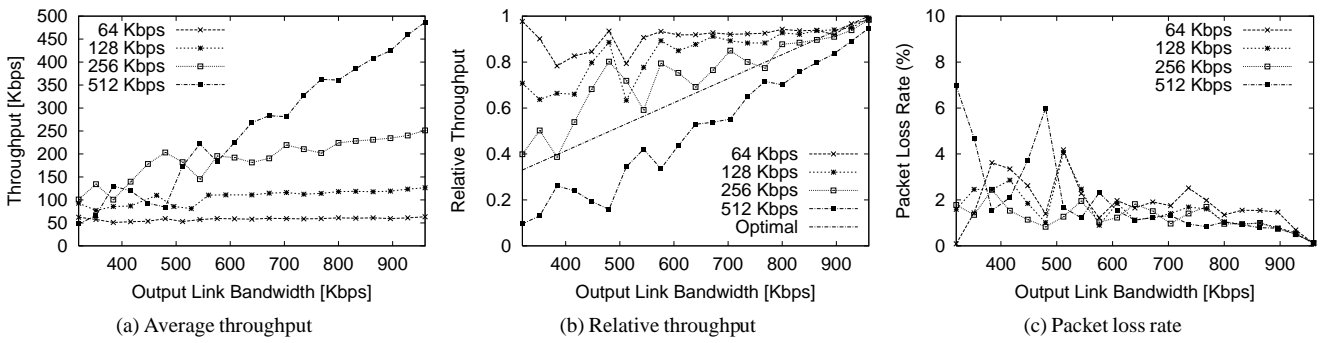 500
450
400
350
300
250
200
150
100
50
0
Throughput [Kbps]
64 Kbps
128 Kbps
256 Kbps
512 Kbps
400 500 600 700 800 900
Output Link Bandwidth [Kbps]
(a) Average throughput
1
0.8
0.6
0.4
0.2
0
Relative Throughput
64 Kbps
128 Kbps
256 Kbps
512 Kbps
Optimal
400 500 600 700 800 900
Output Link Bandwidth [Kbps]
(b) Relative throughput
10
8
6
4
2
0
Packet Loss Rate (%)
64 Kbps
128 Kbps
256 Kbps
512 Kbps
400 500 600 700 800 900
Output Link Bandwidth [Kbps]
(c) Packet loss rate